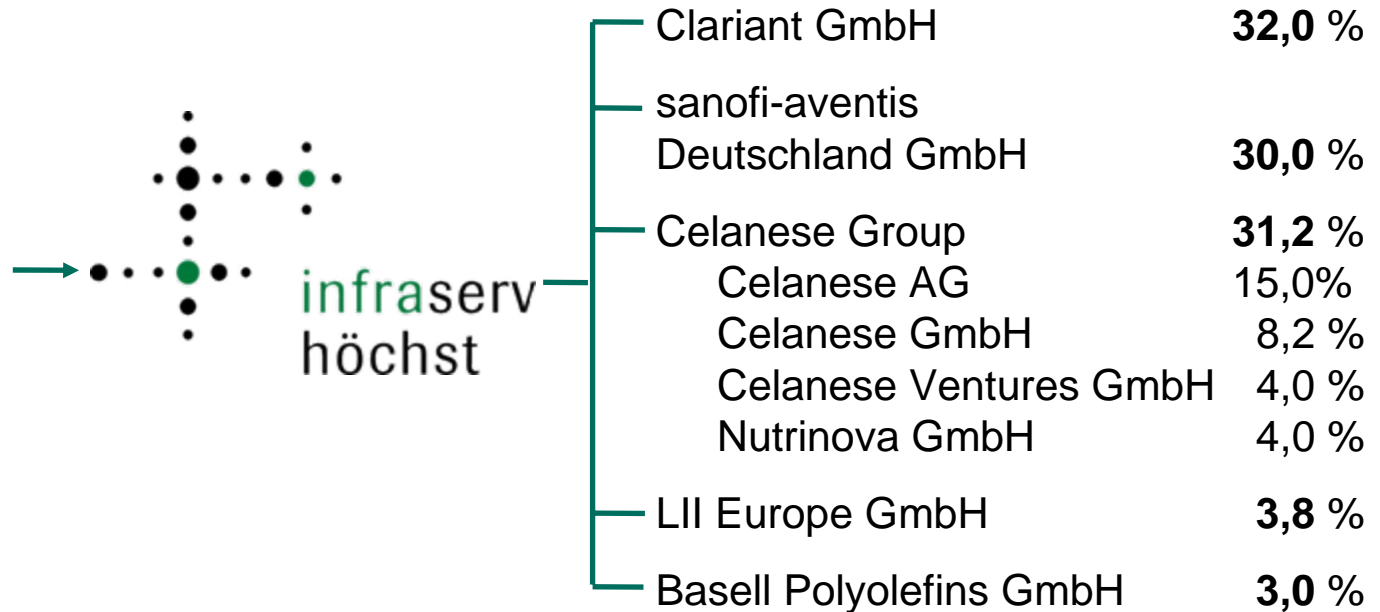 Clariant GmbH 32,0 %
sanofi-aventis
Deutschland GmbH 30,0 %
Celanese Group 31,2 %
Celanese AG 15,0%
Celanese GmbH 8,2 %
Celanese Ventures GmbH 4,0 %
Nutrinova GmbH 4,0 %
LII Europe GmbH 3,8 %
Basell Polyolefins GmbH 3,0 %
infraserv
höchst